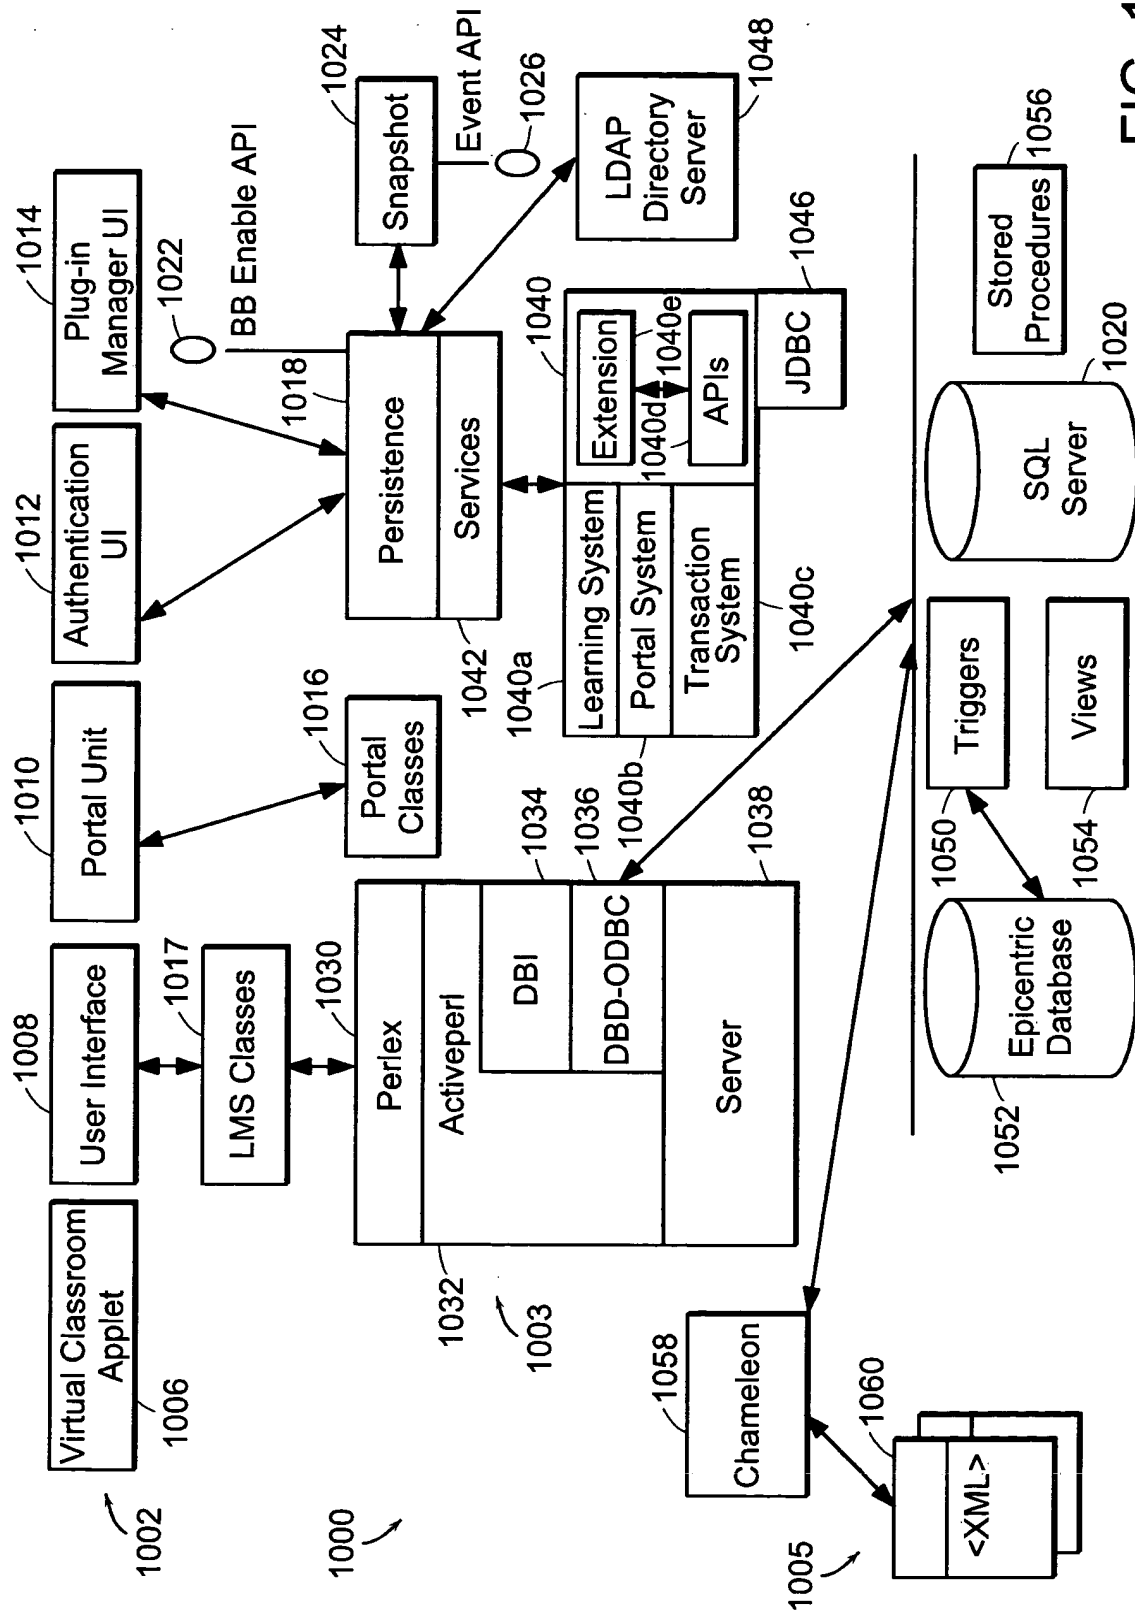 1002
Virtual Classroom
Applet
1006
1008
User Interface
1010
Portal Unit
1012
Authentication
UI
1014
Plug-in
Manager UI
1000
1017
LMS Classes
1016
Portal
Classes
1022
BB Enable API
1018
Persistence
Services
1042
1024
Snapshot
Event API
1026
LDAP
Directory
Server
1048
1030
Perlex
Activeperl
1032
1003
DBI
1034
DBD-ODBC
1036
Server
1038
1040a
Learning System
Portal System
1040b
Transaction
System
1040c
1040
Extension
1040e
1040d
APIs
JDBC
1046
1058
Chameleon
1005
1060
<XML>
1052
Epicentric
Database
1050
Triggers
1054
Views
SQL
Server
1020
Stored
Procedures
1056